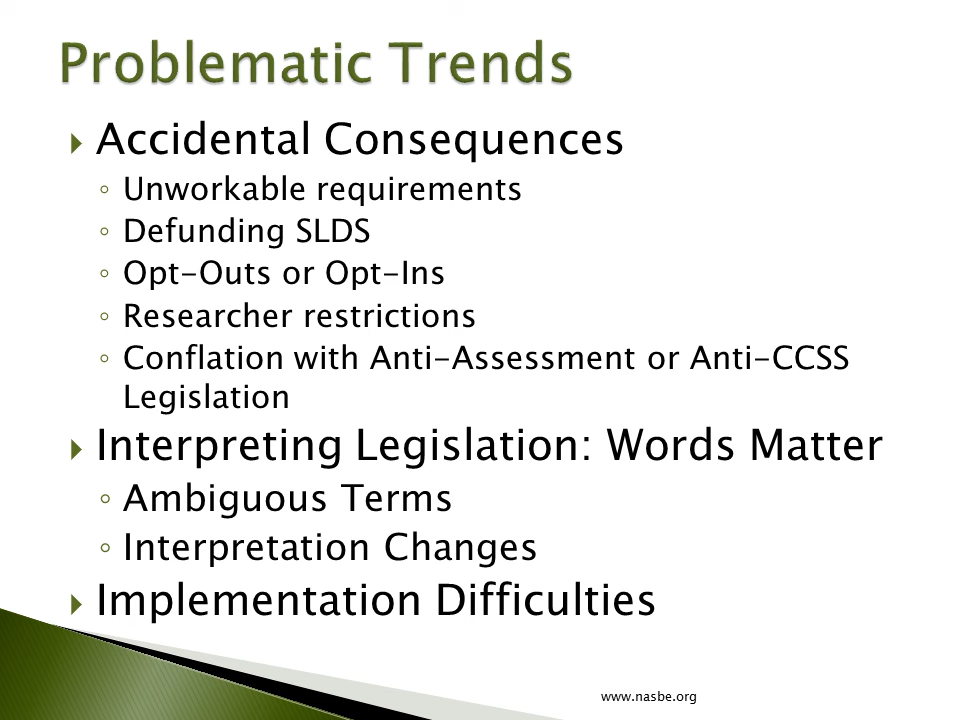 Problematic Trends
Accidental Consequences
Unworkable requirements
Defunding SLDS
Opt-Outs or Opt-Ins
Researcher restrictions
Conflation with Anti-Assessment or Anti-CCSS
Legislation
Interpreting Legislation: Words Matter
Ambiguous Terms
Interpretation Changes
Implementation Difficulties
www.nasbe.org